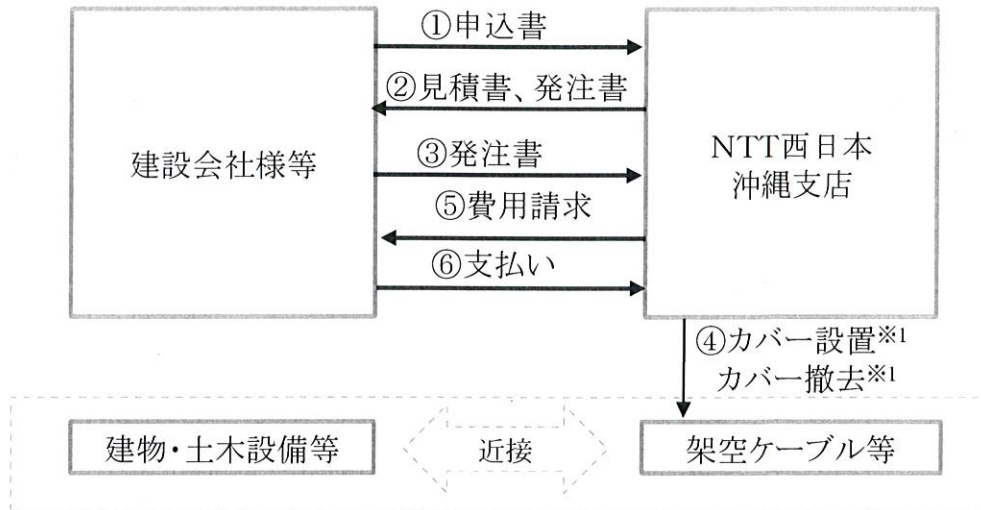 ①申込書
②見積書、発注書
建設会社様等
③発注書
NTT西日本
沖縄支店
⑤費用請求
⑥支払い
④カバー設置※1
カバー撤去※1
建物・土木設備等
近接
架空ケーブル等